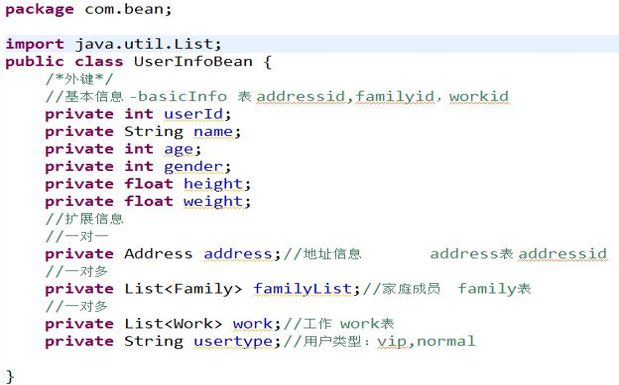 package com.bean;
import java.util.List;
public class UserInfoBean {
/*外键*/
//基本信息 -basicInfo 表 addressid,familyid，workid
private int userId;
private String name;
private int age;
private int gender;
private float height;
private float weight;
//扩展信息
//一对一
private Address address;//地址信息 address表 addressid
//一对多
private List<Family> familyList;//家庭成员 family表
//一对多
private List<Work> work;//工作 work表
private String usertype;//用户类型：vip,normal
}